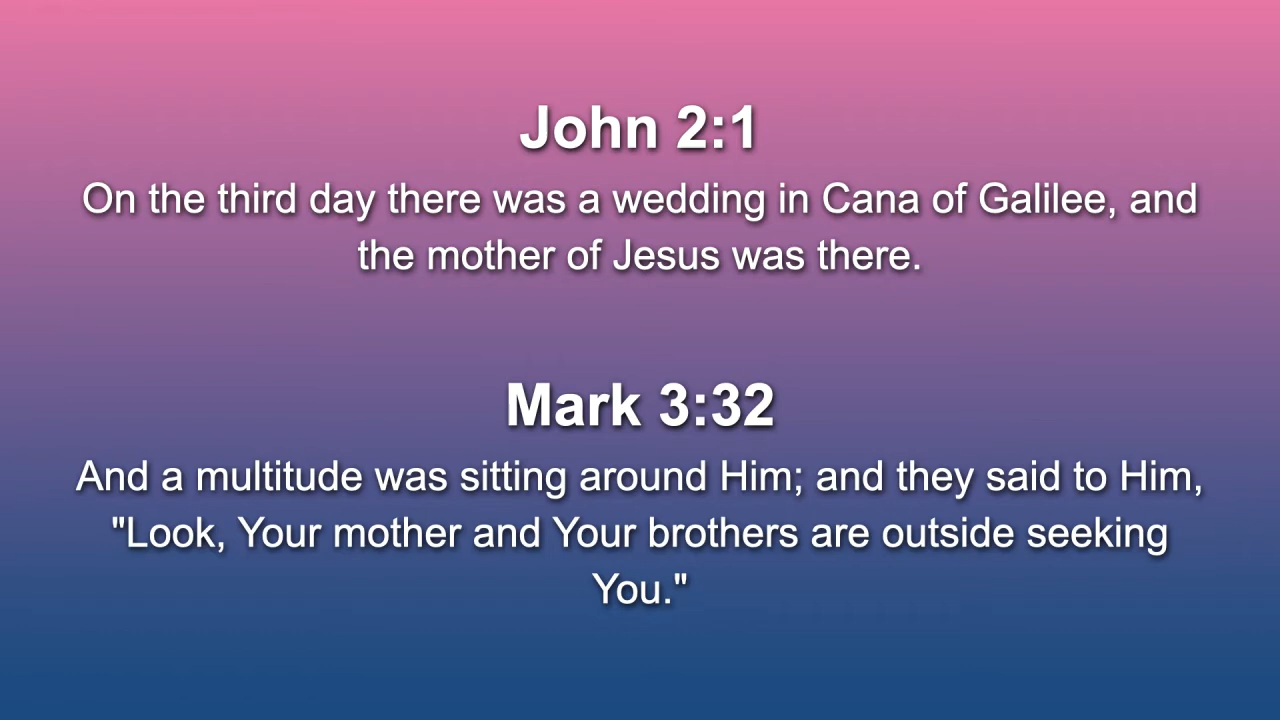 John 2:1
On the third day there was a wedding in Cana of Galilee, and
the mother of Jesus was there.
Mark 3:32
And a multitude was sitting around Him; and they said to Him,
"Look, Your mother and Your brothers are outside seeking
You."